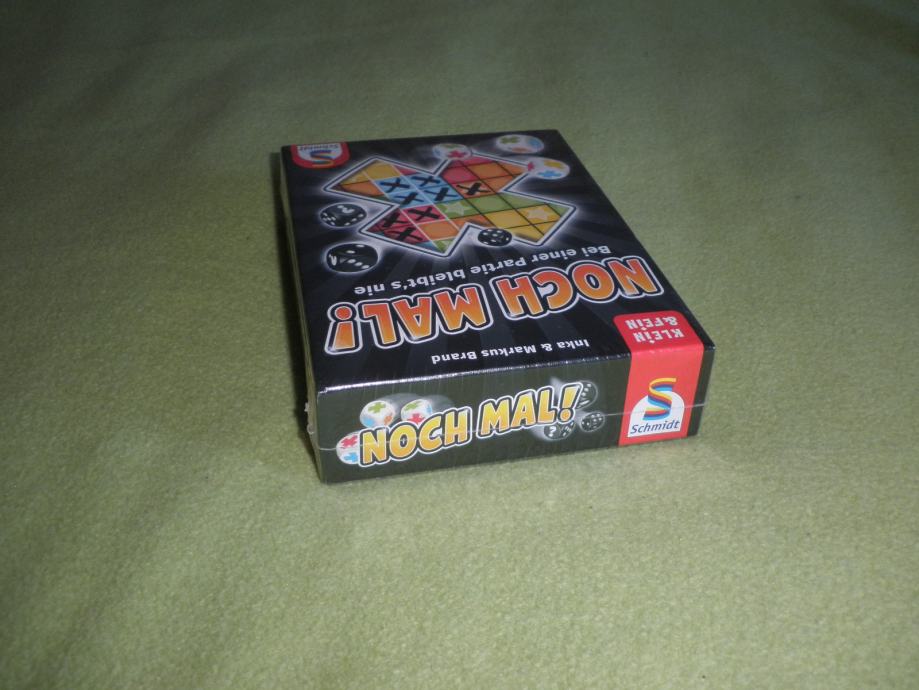 Schmidt
Inka & Markus Brand
NOCH MAL!
Bei einer Partie bleibt's nie
KLEIN
& FEIN
NOCH MAL!
Schmidt